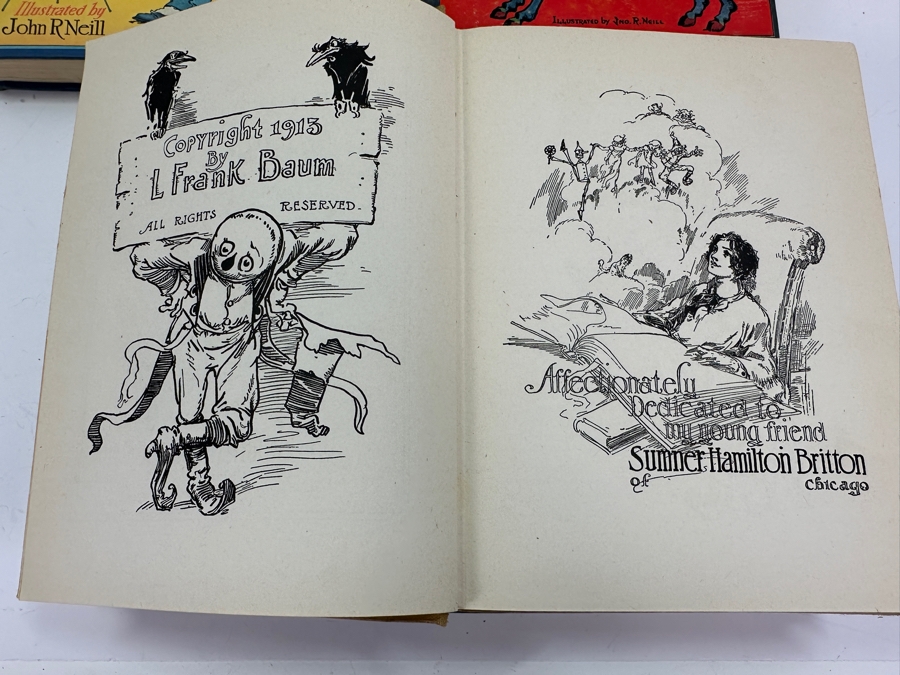 Illustrated by
John R Neill
Illustrated by Jno. R. Neill
Copyright 1913
By
L Frank Baum
All Rights Reserved.
Affectionately
Dedicated to
my young friend
Sumner Hamilton Britton
of Chicago